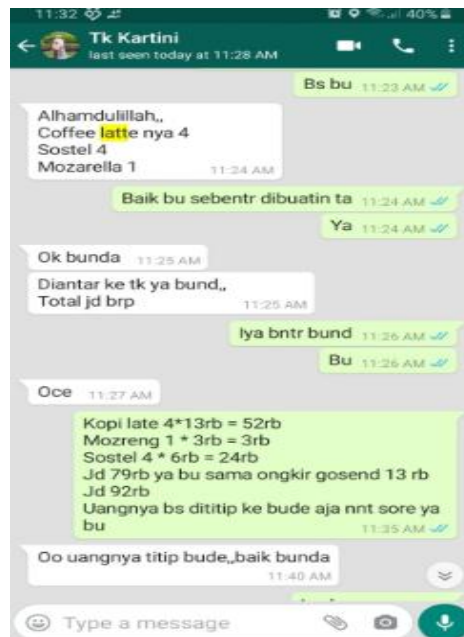 11:32
40%
Tk Kartini
last seen today at 11:28 AM
Bs bu 11:23 AM
Alhamdulillah,,
Coffee latte nya 4
Sostel 4
Mozarella 1 11:24 AM
Baik bu sebentr dibuatin ta 11:24 AM
Ya 11:24 AM
Ok bunda 11:25 AM
Diantar ke tk ya bund,,
Total jd brp 11:25 AM
Iya bntr bund 11:26 AM
Bu 11:26 AM
Oce 11:27 AM
Kopi late 4*13rb = 52rb
Mozreng 1 * 3rb = 3rb
Sostel 4 * 6rb = 24rb
Jd 79rb ya bu sama ongkir gosend 13 rb
Jd 92rb
Uangnya bs dititip ke bude aja nnt sore ya
bu 11:35 AM
Oo uangnya titip bude,,baik bunda
11:40 AM
Type a message